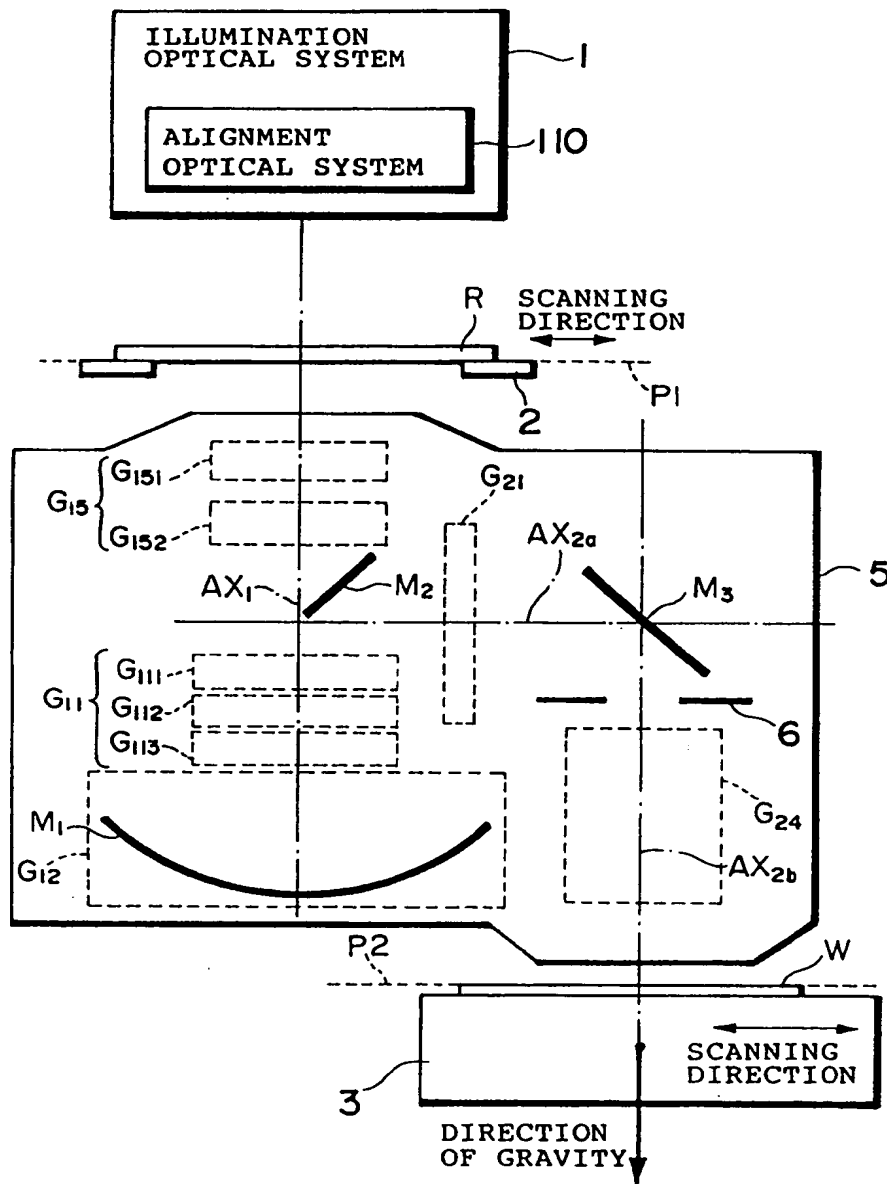 ILLUMINATION
OPTICAL SYSTEM
1
ALIGNMENT
OPTICAL SYSTEM
110
R
SCANNING
DIRECTION
2
P1
G151
G15
G152
G21
AX2a
5
AX1
M2
M3
G111
G11
G112
G113
6
M1
G12
G24
AX2b
P2
W
SCANNING
DIRECTION
3
DIRECTION
OF GRAVITY